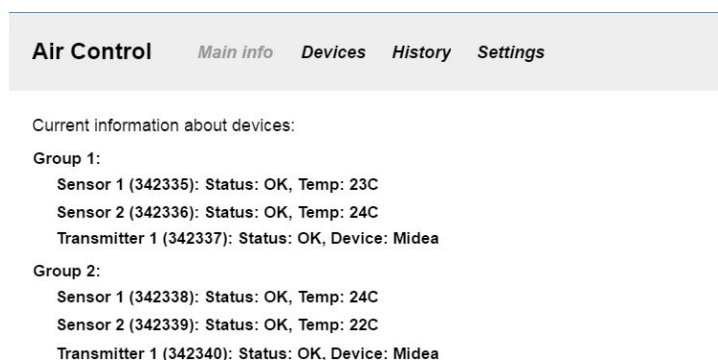 Air Control Main info Devices History Settings
Current information about devices:
Group 1:
Sensor 1 (342335): Status: OK, Temp: 23C
Sensor 2 (342336): Status: OK, Temp: 24C
Transmitter 1 (342337): Status: OK, Device: Midea
Group 2:
Sensor 1 (342338): Status: OK, Temp: 24C
Sensor 2 (342339): Status: OK, Temp: 22C
Transmitter 1 (342340): Status: OK, Device: Midea